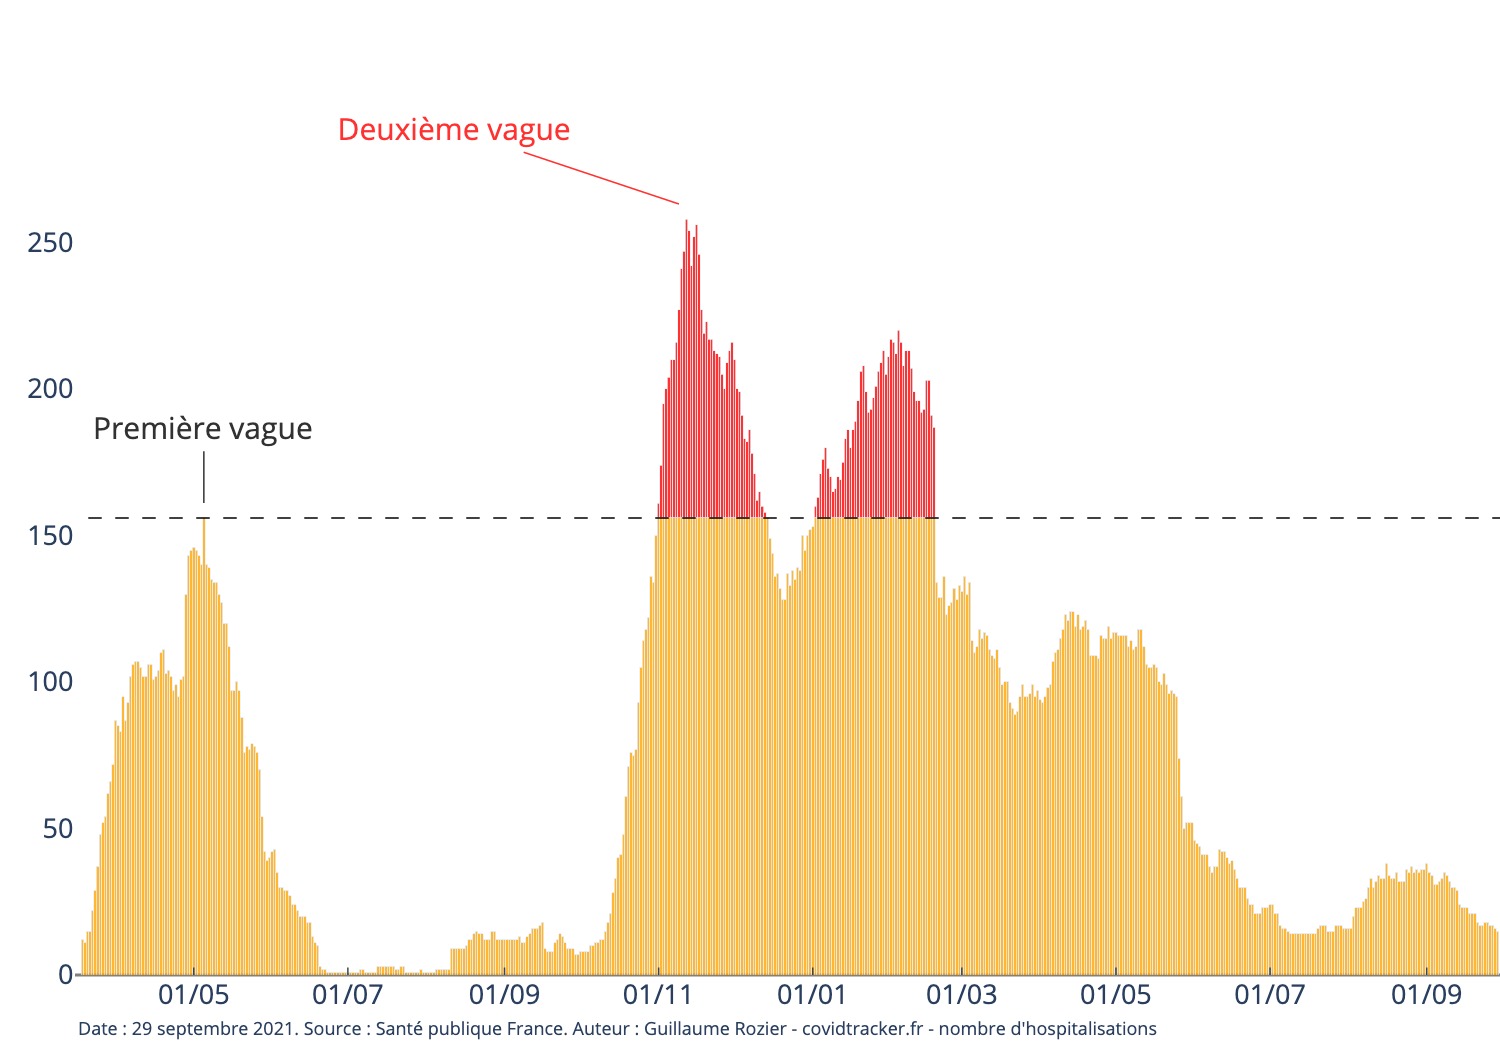 Deuxième vague
250
200
Première vague
150
100
50
0
01/05 01/07 01/09 01/11 01/01 01/03 01/05 01/07 01/09
Date : 29 septembre 2021. Source : Santé publique France. Auteur : Guillaume Rozier - covidtracker.fr - nombre d'hospitalisations